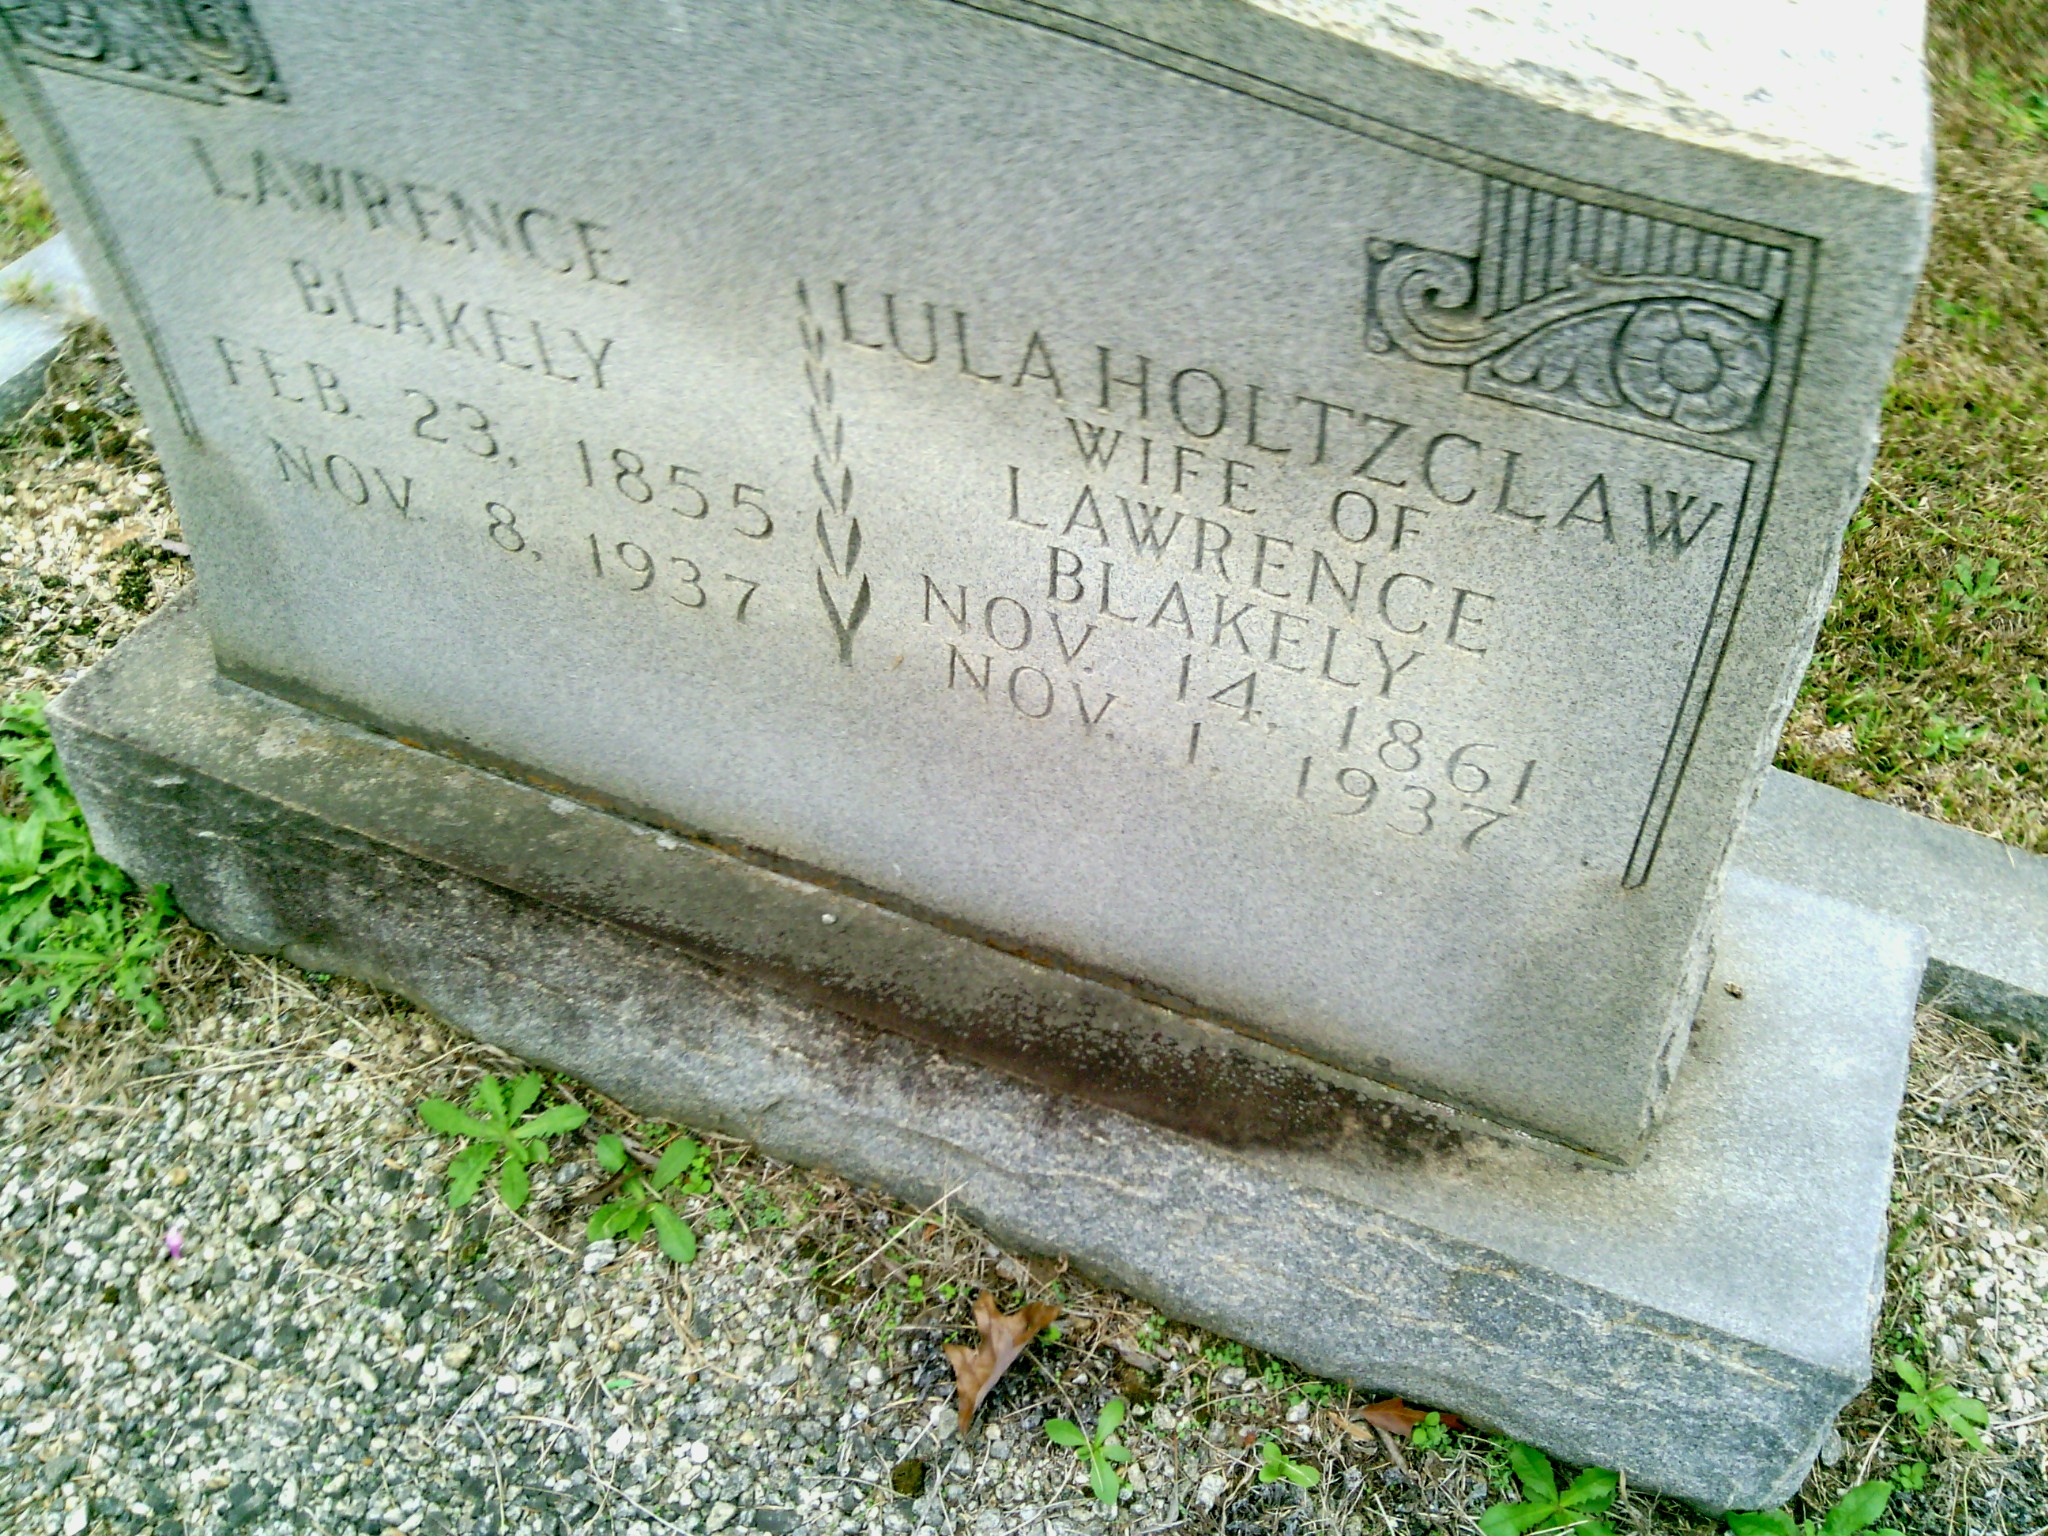 LAWRENCE
BLAKELY
FEB. 23, 1855
NOV. 8, 1937
LULA HOLTZCLAW
WIFE OF
LAWRENCE
BLAKELY
NOV. 14, 1861
NOV. 1, 1937